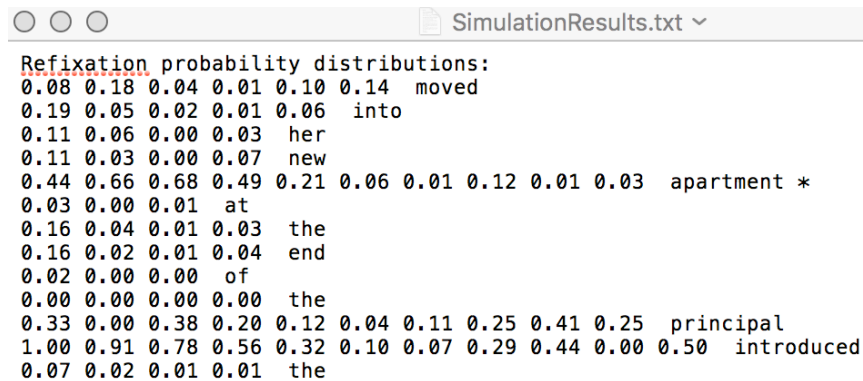 SimulationResults.txt
Refixation probability distributions:
0.08 0.18 0.04 0.01 0.10 0.14 moved
0.19 0.05 0.02 0.01 0.06 into
0.11 0.06 0.00 0.03 her
0.11 0.03 0.00 0.07 new
0.44 0.66 0.68 0.49 0.21 0.06 0.01 0.12 0.01 0.03 apartment *
0.03 0.00 0.01 at
0.16 0.04 0.01 0.03 the
0.16 0.02 0.01 0.04 end
0.02 0.00 0.00 of
0.00 0.00 0.00 0.00 the
0.33 0.00 0.38 0.20 0.12 0.04 0.11 0.25 0.41 0.25 principal
1.00 0.91 0.78 0.56 0.32 0.10 0.07 0.29 0.44 0.00 0.50 introduced
0.07 0.02 0.01 0.01 the